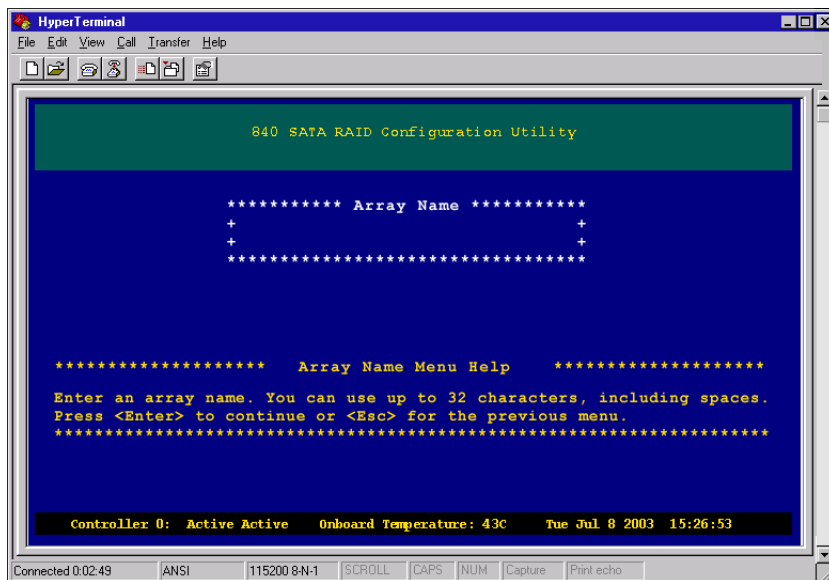 HyperTerminal
File Edit View Call Transfer Help
840 SATA RAID Configuration Utility
*********** Array Name ***********
+ +
+ +
**********************************
******************** Array Name Menu Help ********************
Enter an array name. You can use up to 32 characters, including spaces.
Press <Enter> to continue or <Esc> for the previous menu.
***********************************************************************
Controller 0: Active Active Onboard Temperature: 43C Tue Jul 8 2003 15:26:53
Connected 0:02:49 ANSI 115200 8-N-1 SCROLL CAPS NUM Capture Print echo